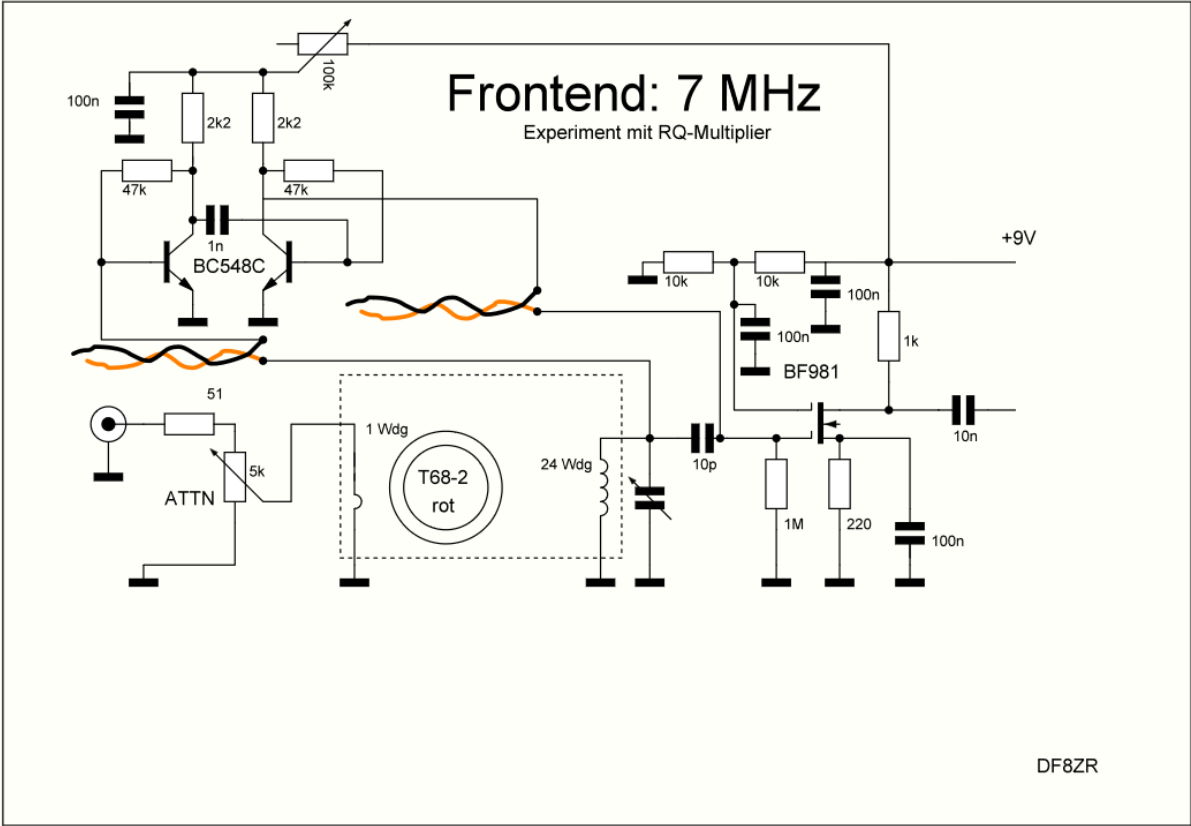 100k
Frontend: 7 MHz
Experiment mit RQ-Multiplier
100n
2k2
2k2
47k
47k
1n
BC548C
+9V
10k
10k
100n
100n
1k
BF981
51
1 Wdg
5k
ATTN
T68-2
rot
24 Wdg
10p
10n
1M
220
100n
DF8ZR